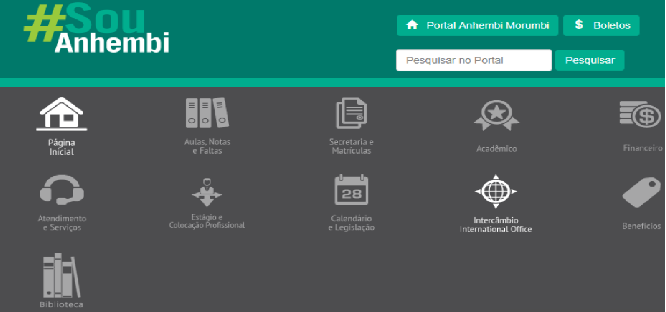 #Sou
Anhembi
Portal Anhembi Morumbi
$ Boletos
Pesquisar no Portal
Pesquisar
Página
Inicial
Aulas, Notas
e Faltas
Secretaria e
Matrículas
Acadêmico
Financeiro
Atendimento
e Serviços
Estágio e
Colocação Profissional
28
Calendário
e Legislação
Intercâmbio
International Office
Benefícios
Biblioteca